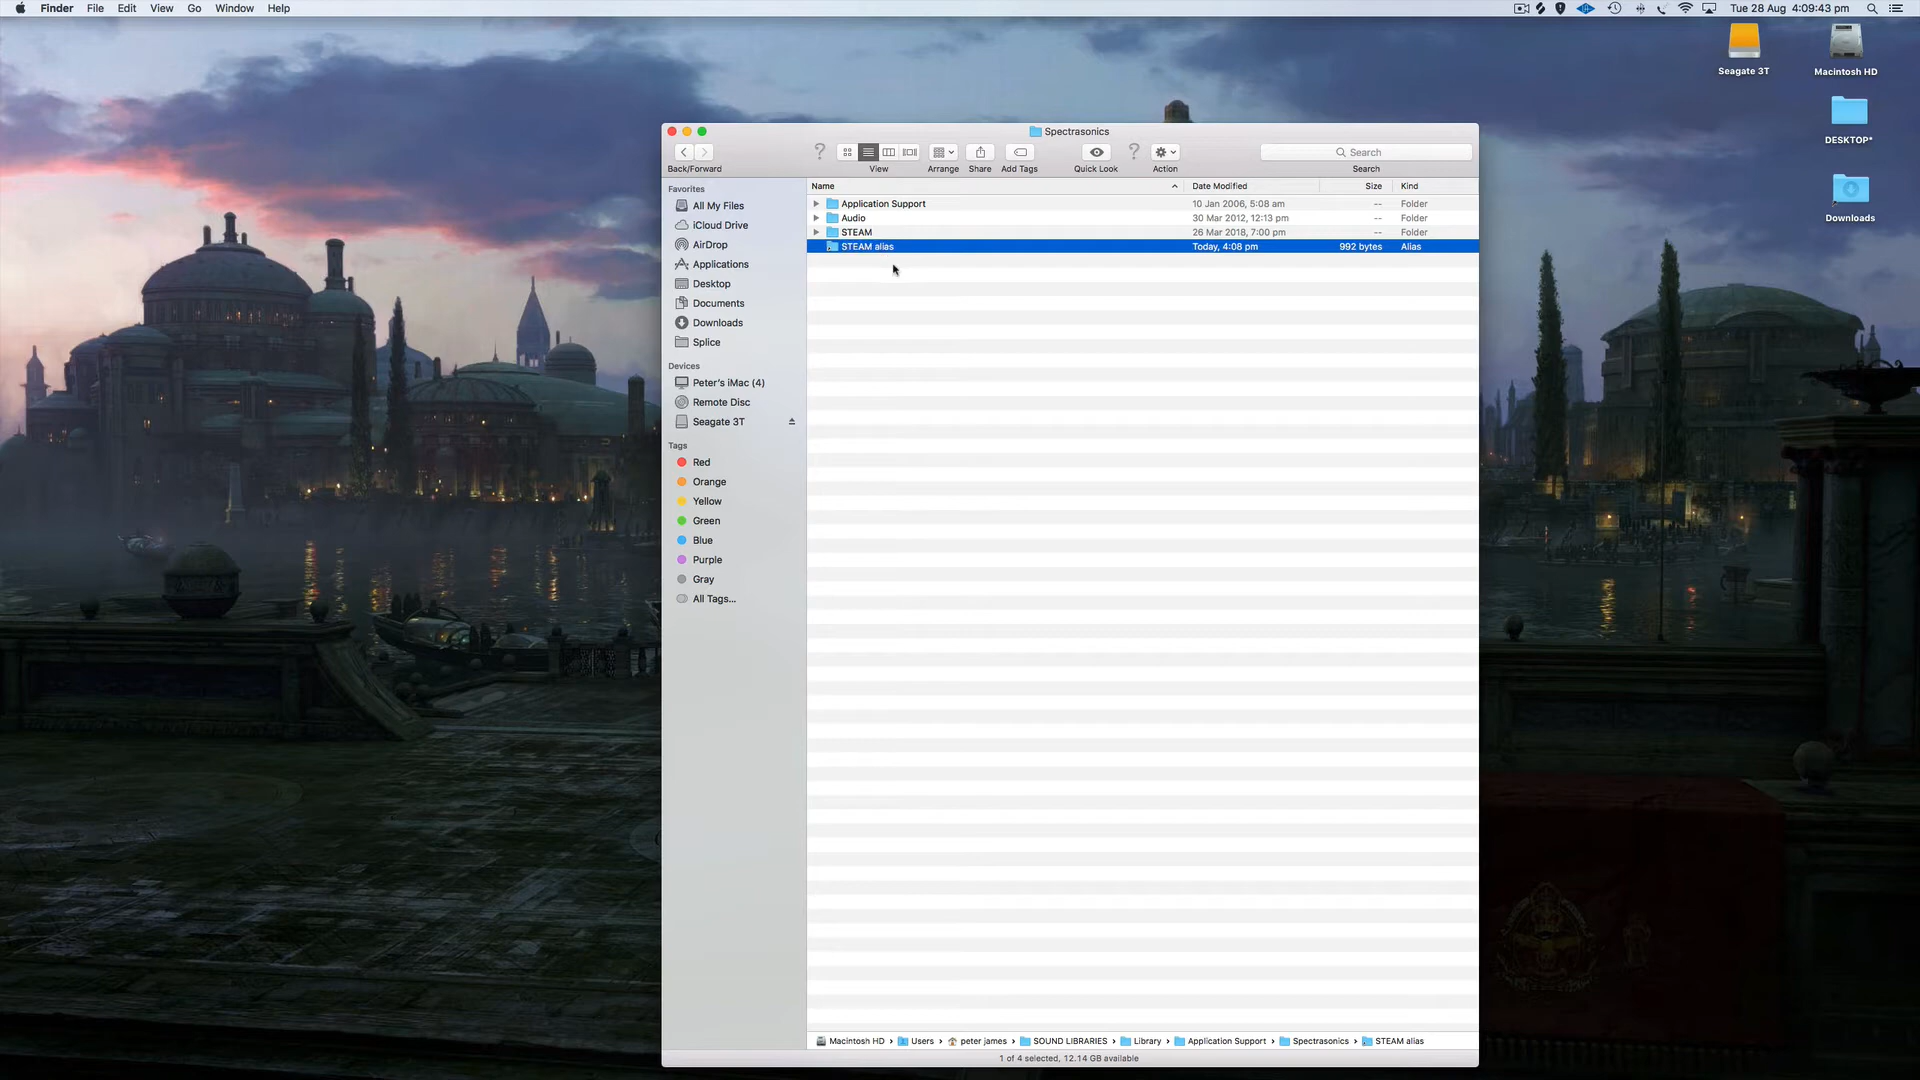 Finder File Edit View Go Window Help Tue 28 Aug 4:09:43 pm
Seagate 3T
Macintosh HD
DESKTOP*
Downloads
Spectrasonics
Search
Back/Forward View Arrange Share Add Tags Quick Look Action Search
Favorites
All My Files
iCloud Drive
AirDrop
Applications
Desktop
Documents
Downloads
Splice
Devices
Peter's iMac (4)
Remote Disc
Seagate 3T
Tags
Red
Orange
Yellow
Green
Blue
Purple
Gray
All Tags...
Name Date Modified Size Kind
Application Support 10 Jan 2006, 5:08 am -- Folder
Audio 30 Mar 2012, 12:13 pm -- Folder
STEAM 26 Mar 2018, 7:00 pm -- Folder
STEAM alias Today, 4:08 pm 992 bytes Alias
Macintosh HD › Users › peter james › SOUND LIBRARIES › Library › Application Support › Spectrasonics › STEAM alias
1 of 4 selected, 12.14 GB available